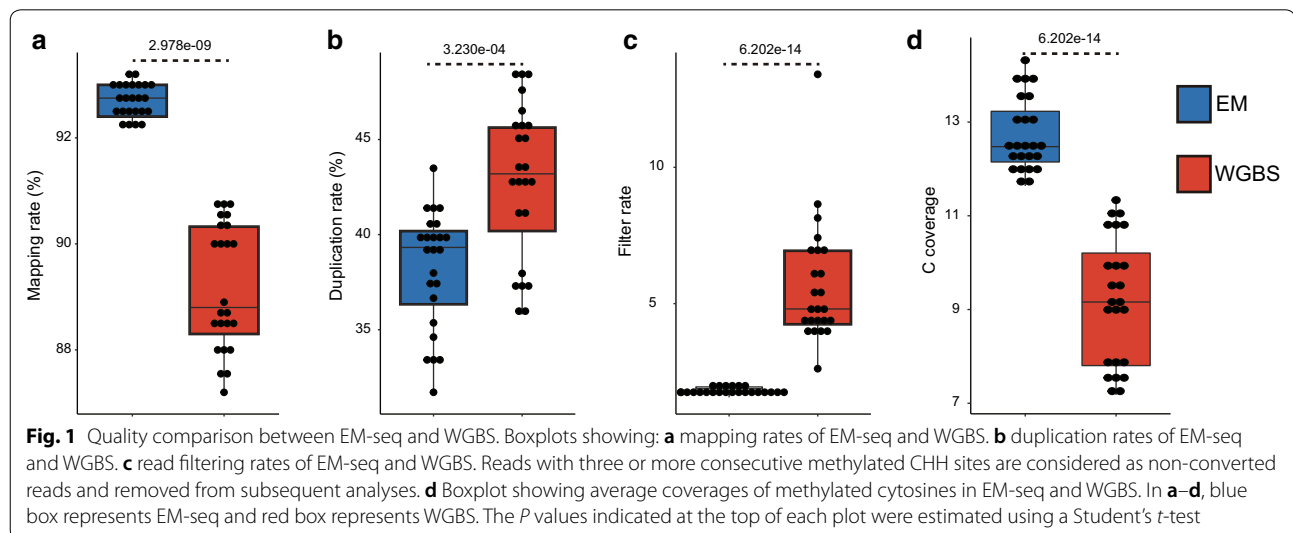 a
2.978e-09
Mapping rate (%)
92
90
88
b
3.230e-04
Duplication rate (%)
45
40
35
c
6.202e-14
Filter rate
10
5
d
6.202e-14
C coverage
13
11
9
7
EM
WGBS
Fig. 1 Quality comparison between EM-seq and WGBS. Boxplots showing: a mapping rates of EM-seq and WGBS. b duplication rates of EM-seq
and WGBS. c read filtering rates of EM-seq and WGBS. Reads with three or more consecutive methylated CHH sites are considered as non-converted
reads and removed from subsequent analyses. d Boxplot showing average coverages of methylated cytosines in EM-seq and WGBS. In a–d, blue
box represents EM-seq and red box represents WGBS. The P values indicated at the top of each plot were estimated using a Student's t-test